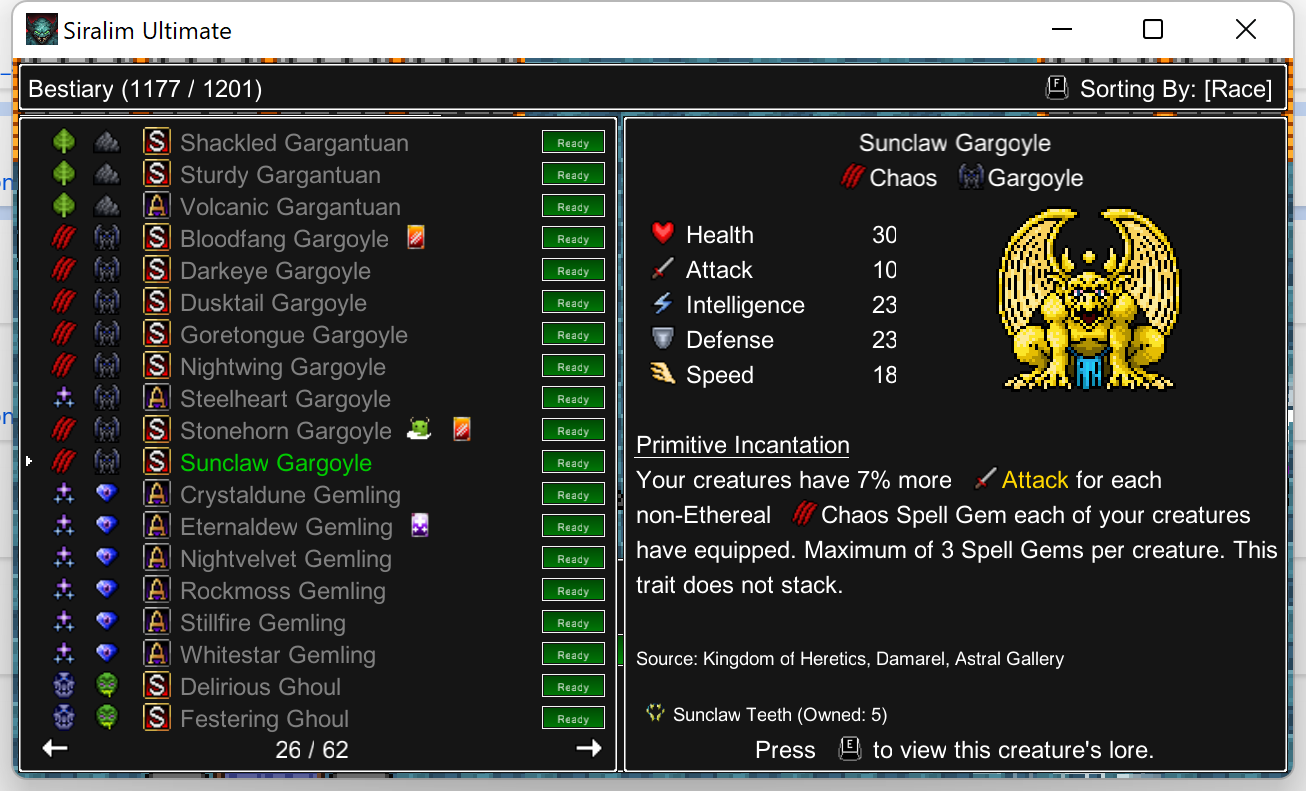 Siralim Ultimate
Bestiary (1177 / 1201)
F Sorting By: [Race]
S Shackled Gargantuan Ready
S Sturdy Gargantuan Ready
A Volcanic Gargantuan Ready
S Bloodfang Gargoyle Ready
S Darkeye Gargoyle Ready
S Dusktail Gargoyle Ready
S Goretongue Gargoyle Ready
S Nightwing Gargoyle Ready
A Steelheart Gargoyle Ready
S Stonehorn Gargoyle Ready
S Sunclaw Gargoyle Ready
A Crystaldune Gemling Ready
A Eternaldew Gemling Ready
A Nightvelvet Gemling Ready
A Rockmoss Gemling Ready
A Stillfire Gemling Ready
A Whitestar Gemling Ready
S Delirious Ghoul Ready
S Festering Ghoul Ready
26 / 62
Sunclaw Gargoyle
Chaos Gargoyle
Health 30
Attack 10
Intelligence 23
Defense 23
Speed 18
Primitive Incantation
Your creatures have 7% more Attack for each
non-Ethereal Chaos Spell Gem each of your creatures
have equipped. Maximum of 3 Spell Gems per creature. This
trait does not stack.
Source: Kingdom of Heretics, Damarel, Astral Gallery
Sunclaw Teeth (Owned: 5)
Press E to view this creature's lore.